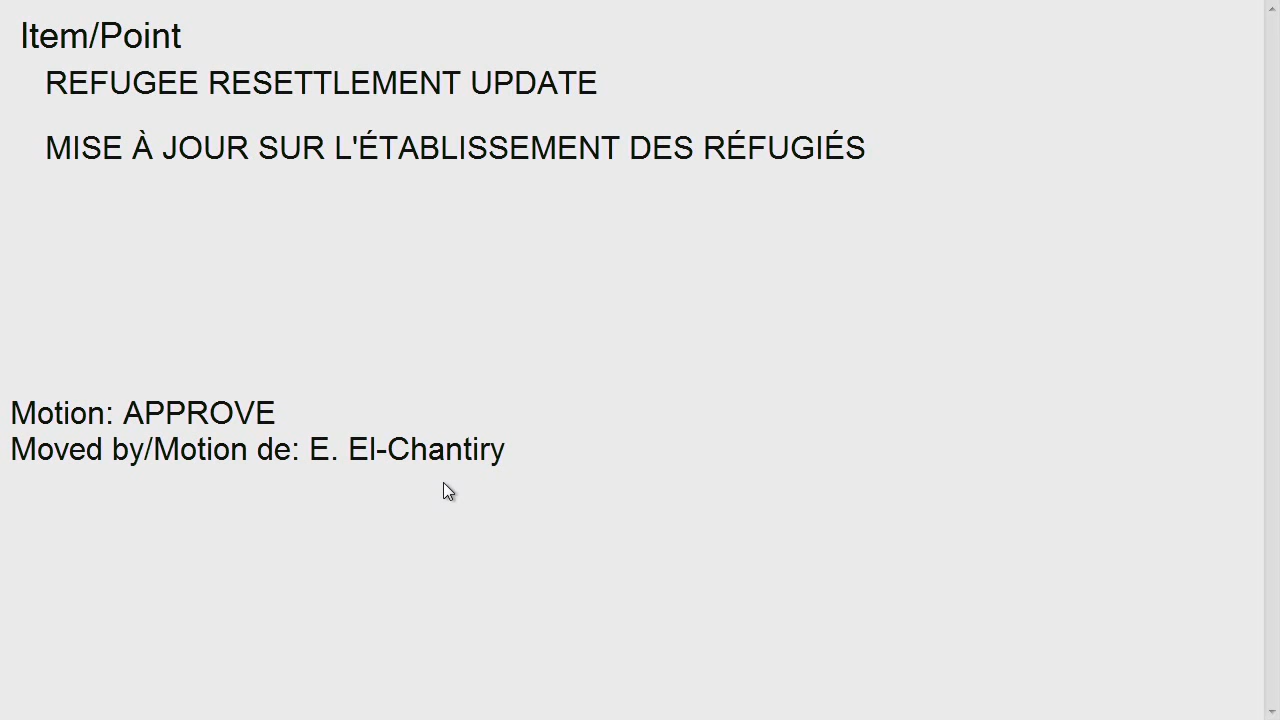 Item/Point
REFUGEE RESETTLEMENT UPDATE
MISE À JOUR SUR L'ÉTABLISSEMENT DES RÉFUGIÉS
Motion: APPROVE
Moved by/Motion de: E. El-Chantiry